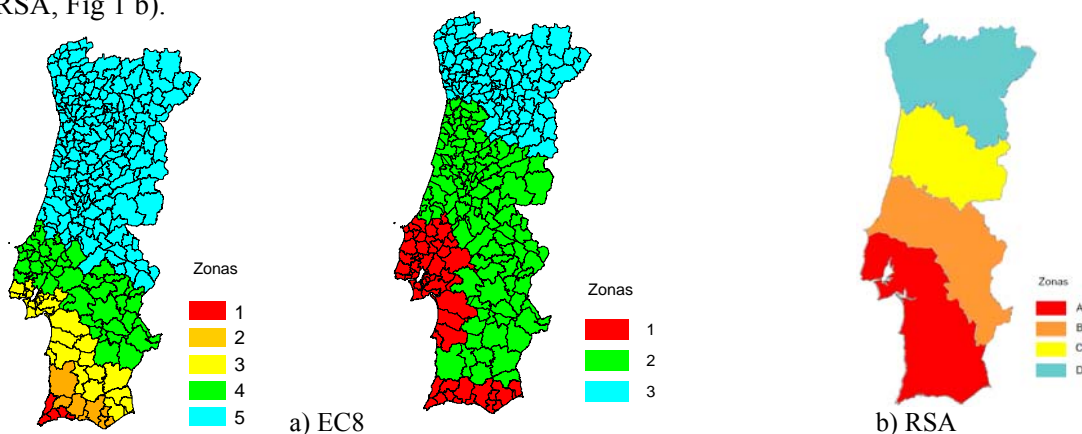 RSA, Fig 1 b).
Zonas
1
2
3
4
5
Zonas
1
2
3
Zonas
A
B
C
D
a) EC8
b) RSA